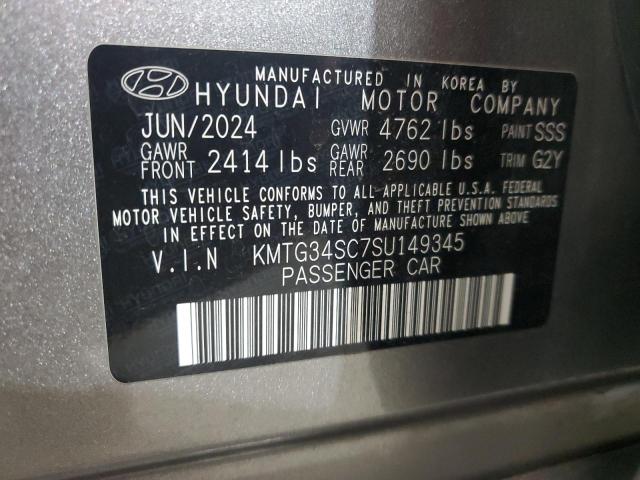 MANUFACTURED IN KOREA BY
HYUNDAI MOTOR COMPANY
JUN/2024 GVWR 4762 lbs PAINT SSS
GAWR FRONT 2414 lbs GAWR REAR 2690 lbs TRIM G2Y
THIS VEHICLE CONFORMS TO ALL APPLICABLE U.S.A. FEDERAL
MOTOR VEHICLE SAFETY, BUMPER, AND THEFT PREVENTION STANDARDS
IN EFFECT ON THE DATE OF MANUFACTURE SHOWN ABOVE.
V.I.N KMTG34SC7SU149345
PASSENGER CAR